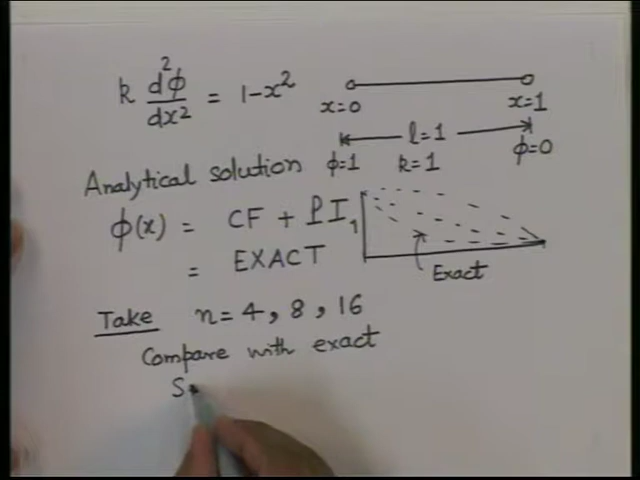 k d²φ/dx² = 1-x²
x=0 x=1
l=1
φ=1 k=1 φ=0
Analytical solution
φ(x) = CF + PI
1
= EXACT
Exact
Take n=4, 8, 16
Compare with exact
S